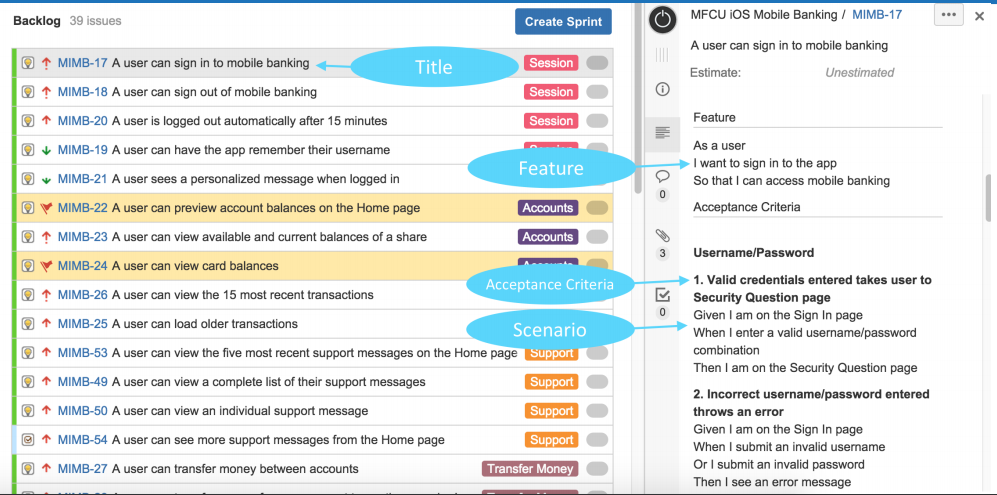 Backlog 39 issues
Create Sprint
MIMB-17 A user can sign in to mobile banking
Title
Session
MIMB-18 A user can sign out of mobile banking
Session
MIMB-20 A user is logged out automatically after 15 minutes
Session
MIMB-19 A user can have the app remember their username
MIMB-21 A user sees a personalized message when logged in
Feature
MIMB-22 A user can preview account balances on the Home page
Accounts
MIMB-23 A user can view available and current balances of a share
Accounts
MIMB-24 A user can view card balances
MIMB-26 A user can view the 15 most recent transactions
Acceptance Criteria
MIMB-25 A user can load older transactions
Scenario
MIMB-53 A user can view the five most recent support messages on the Home page
Support
MIMB-49 A user can view a complete list of their support messages
Support
MIMB-50 A user can view an individual support message
Support
MIMB-54 A user can see more support messages from the Home page
Support
MIMB-27 A user can transfer money between accounts
Transfer Money
0
3
0
MFCU iOS Mobile Banking / MIMB-17
A user can sign in to mobile banking
Estimate: Unestimated
Feature
As a user
I want to sign in to the app
So that I can access mobile banking
Acceptance Criteria
Username/Password
1. Valid credentials entered takes user to
Security Question page
Given I am on the Sign In page
When I enter a valid username/password
combination
Then I am on the Security Question page
2. Incorrect username/password entered
throws an error
Given I am on the Sign In page
When I submit an invalid username
Or I submit an invalid password
Then I see an error message